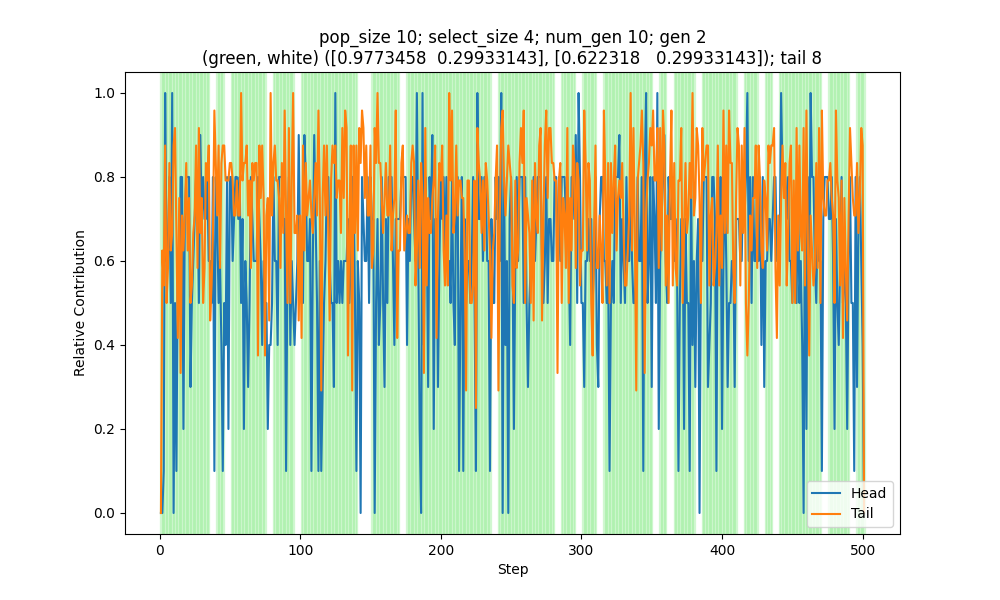 pop_size 10; select_size 4; num_gen 10; gen 2
(green, white) ([0.9773458  0.29933143], [0.622318   0.29933143]); tail 8
1.0
0.8
0.6
0.4
0.2
0.0
Relative Contribution
Head
Tail
0
100
200
300
400
500
Step